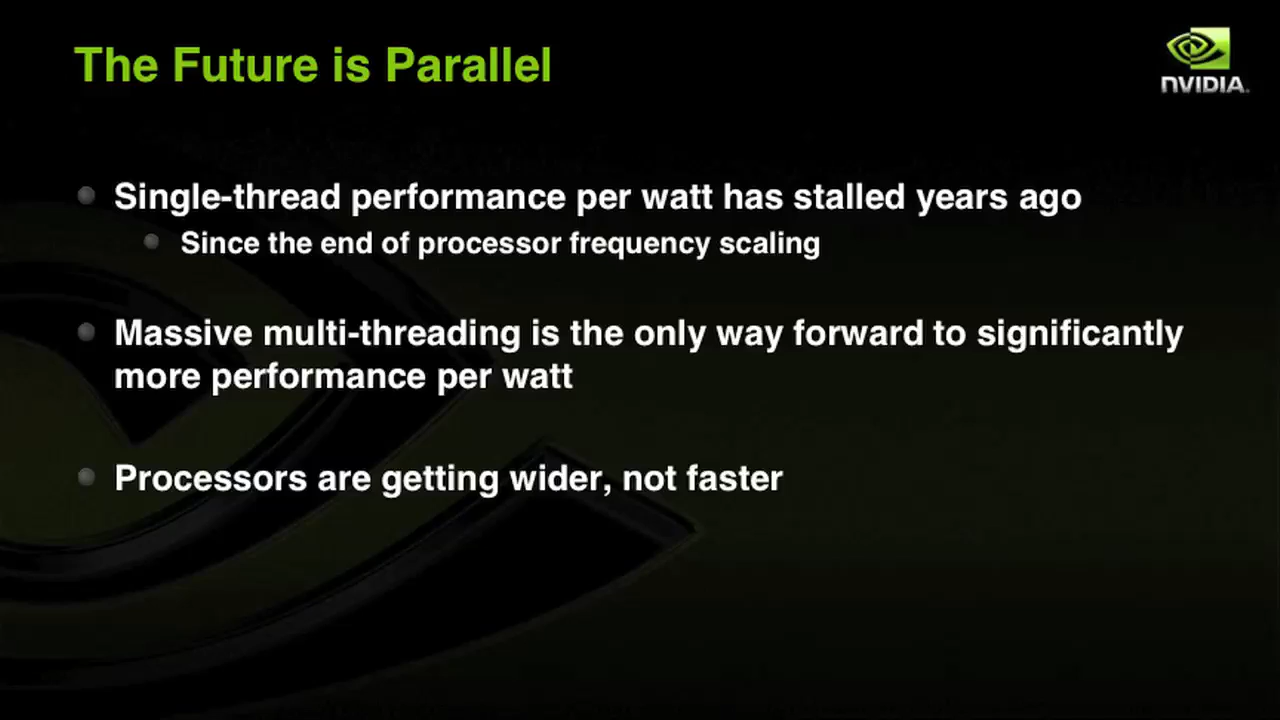 The Future is Parallel
NVIDIA.
Single-thread performance per watt has stalled years ago
Since the end of processor frequency scaling
Massive multi-threading is the only way forward to significantly
more performance per watt
Processors are getting wider, not faster